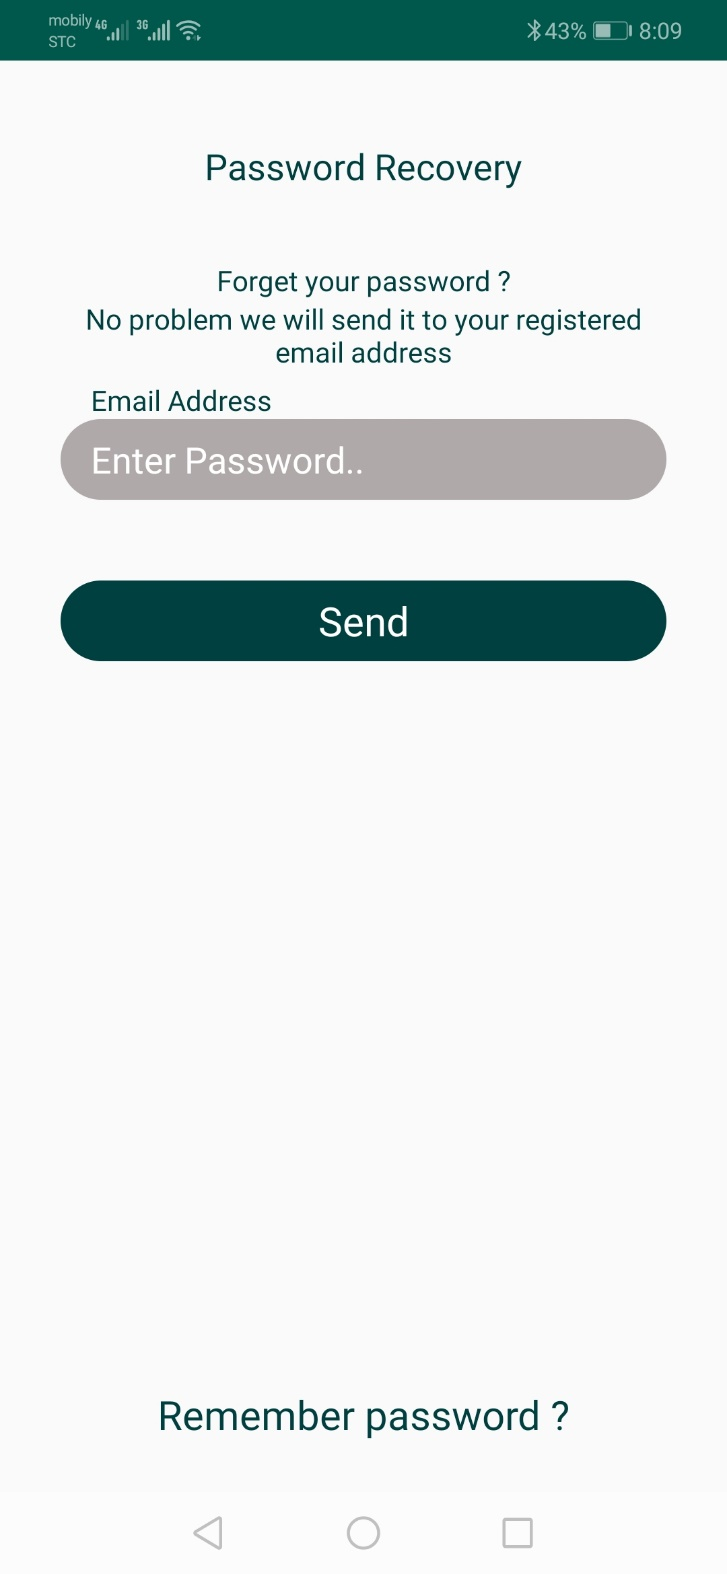 mobily 4G 3G 43% 8:09
STC
Password Recovery
Forget your password ?
No problem we will send it to your registered
email address
Email Address
Enter Password..
Send
Remember password ?